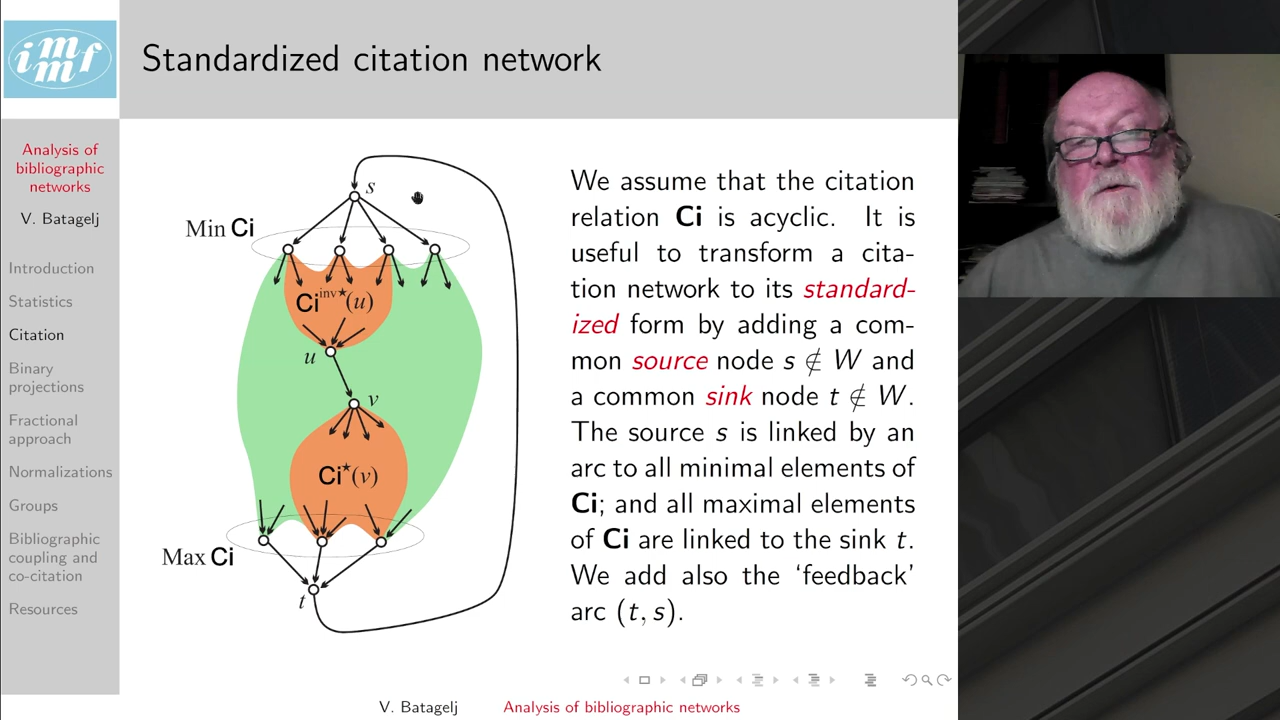 immf
Standardized citation network
Analysis of
bibliographic
networks
V. Batagelj
Introduction
Statistics
Citation
Binary
projections
Fractional
approach
Normalizations
Groups
Bibliographic
coupling and
co-citation
Resources
s
Min Ci
Ci^inv⋆(u)
u
v
Ci⋆(v)
Max Ci
t
We assume that the citation
relation Ci is acyclic. It is
useful to transform a cita-
tion network to its standard-
ized form by adding a com-
mon source node s ∉ W and
a common sink node t ∉ W.
The source s is linked by an
arc to all minimal elements of
Ci; and all maximal elements
of Ci are linked to the sink t.
We add also the ‘feedback’
arc (t, s).
V. Batagelj Analysis of bibliographic networks